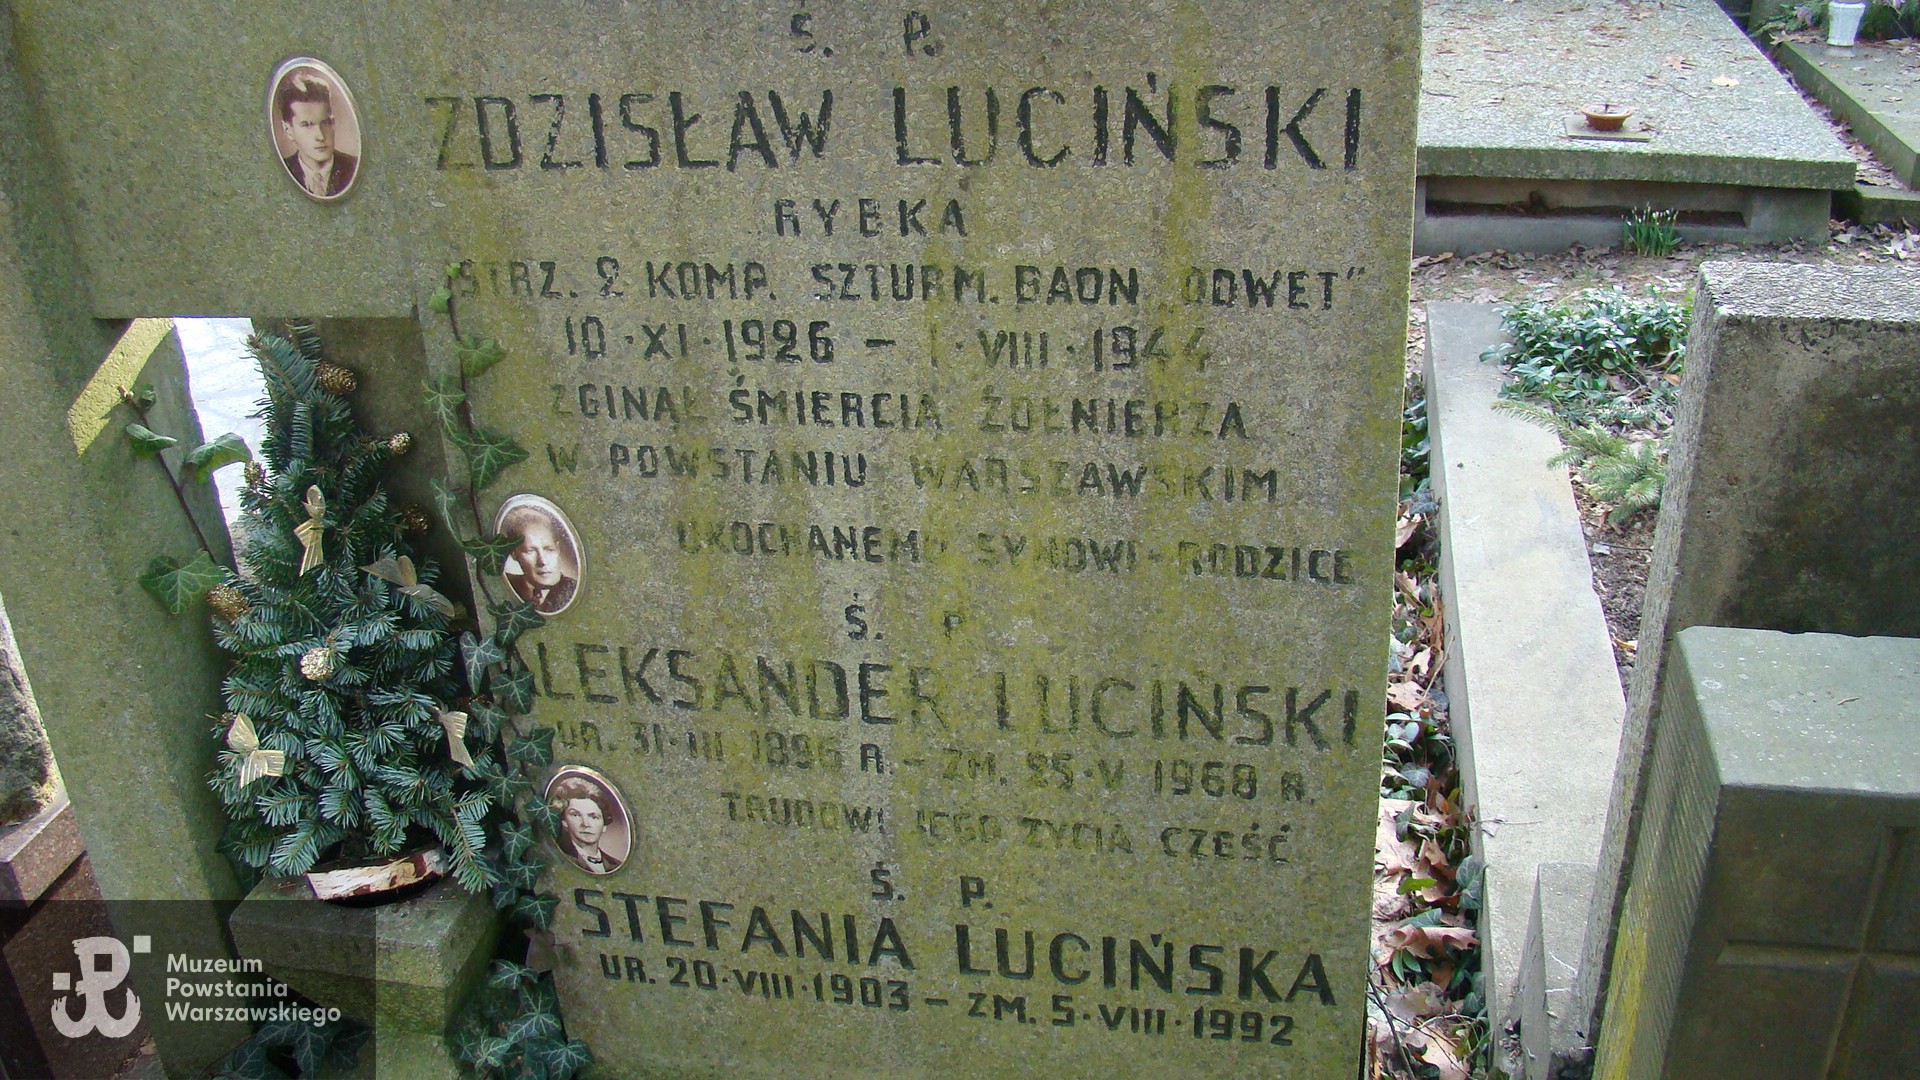 Ś. P.
ZDZISŁAW LUCIŃSKI
RYBKA
STRZ. 2 KOMP. SZTURM. BAON „ODWET"
10·XI·1926 – 1·VIII·1944
ZGINĄŁ ŚMIERCIĄ ŻOŁNIERZA
W POWSTANIU WARSZAWSKIM
UKOCHANEMU SYNOWI - RODZICE
Ś. P.
ALEKSANDER LUCIŃSKI
UR. 31·III 1896 R. – ZM. 25·V 1968 R.
TRUDOWI JEGO ŻYCIA CZEŚĆ
Ś. P.
STEFANIA LUCIŃSKA
UR. 20·VIII·1903 – ZM. 5·VIII·1992
Muzeum
Powstania
Warszawskiego